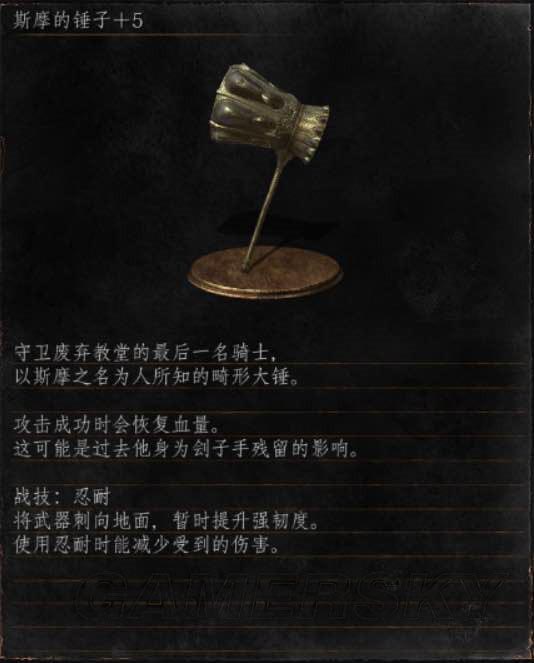 斯摩的锤子+5
守卫废弃教堂的最后一名骑士，
以斯摩之名为人所知的畸形大锤。
攻击成功时会恢复血量。
这可能是过去他身为刽子手残留的影响。
战技：忍耐
将武器刺向地面，暂时提升强韧度。
使用忍耐时能减少受到的伤害。
GAMERSKY